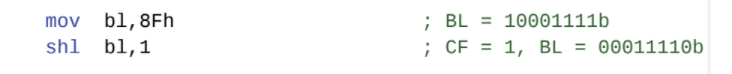 mov bl,8Fh ; BL = 10001111b
shl bl,1 ; CF = 1, BL = 00011110b